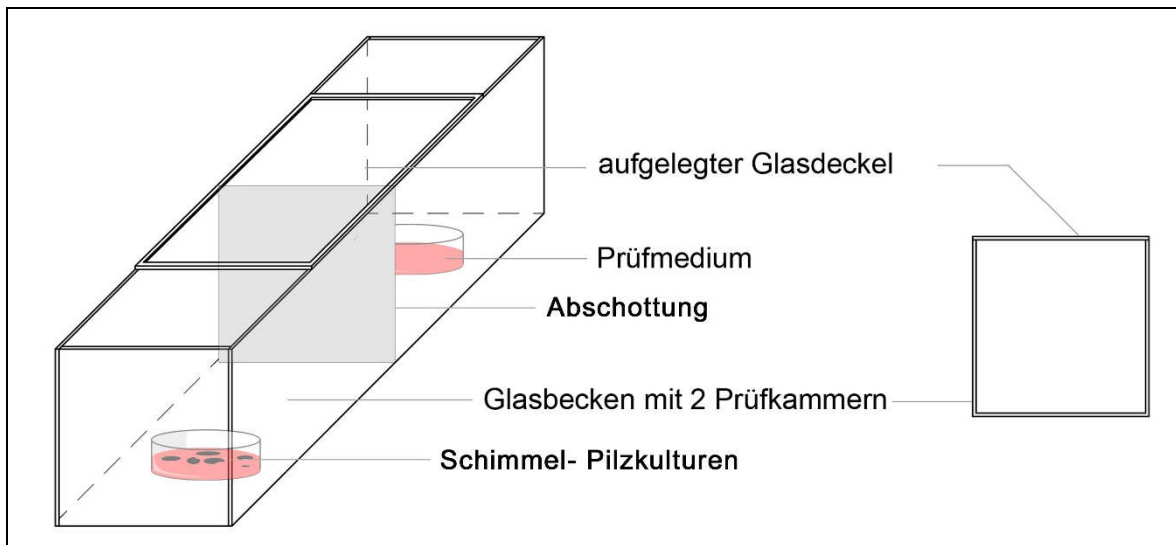 aufgelegter Glasdeckel
Prüfmedium
Abschottung
Glasbecken mit 2 Prüfkammern
Schimmel- Pilzkulturen